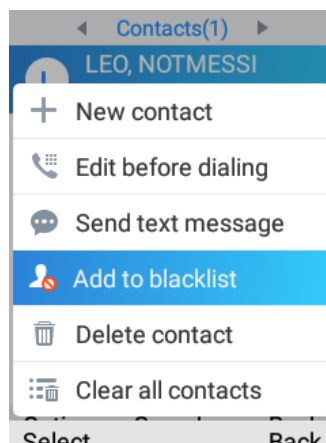 Contacts(1)
LEO, NOTMESSI
New contact
Edit before dialing
Send text message
Add to blacklist
Delete contact
Clear all contacts
Select Back